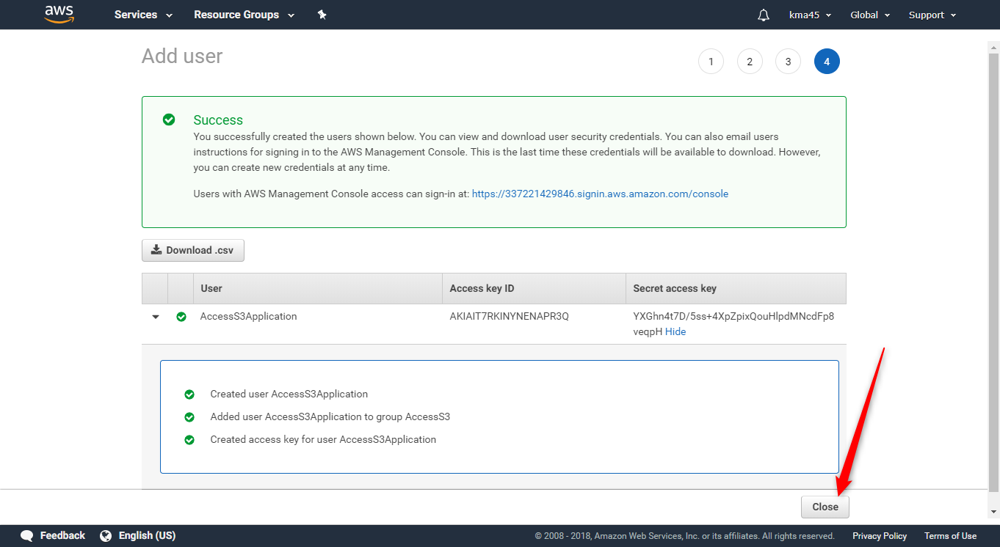 aws Services Resource Groups kma45 Global Support
Add user
1 2 3 4
Success
You successfully created the users shown below. You can view and download user security credentials. You can also email users
instructions for signing in to the AWS Management Console. This is the last time these credentials will be available to download. However,
you can create new credentials at any time.
Users with AWS Management Console access can sign-in at: https://337221429846.signin.aws.amazon.com/console
Download .csv
User Access key ID Secret access key
AccessS3Application AKIAIT7RKINYNENAPR3Q YXGhn4t7D/5ss+4XpZpixQouHlpdMNcdFp8
veqpH Hide
Created user AccessS3Application
Added user AccessS3Application to group AccessS3
Created access key for user AccessS3Application
Close
Feedback English (US) © 2008 - 2018, Amazon Web Services, Inc. or its affiliates. All rights reserved. Privacy Policy Terms of Use